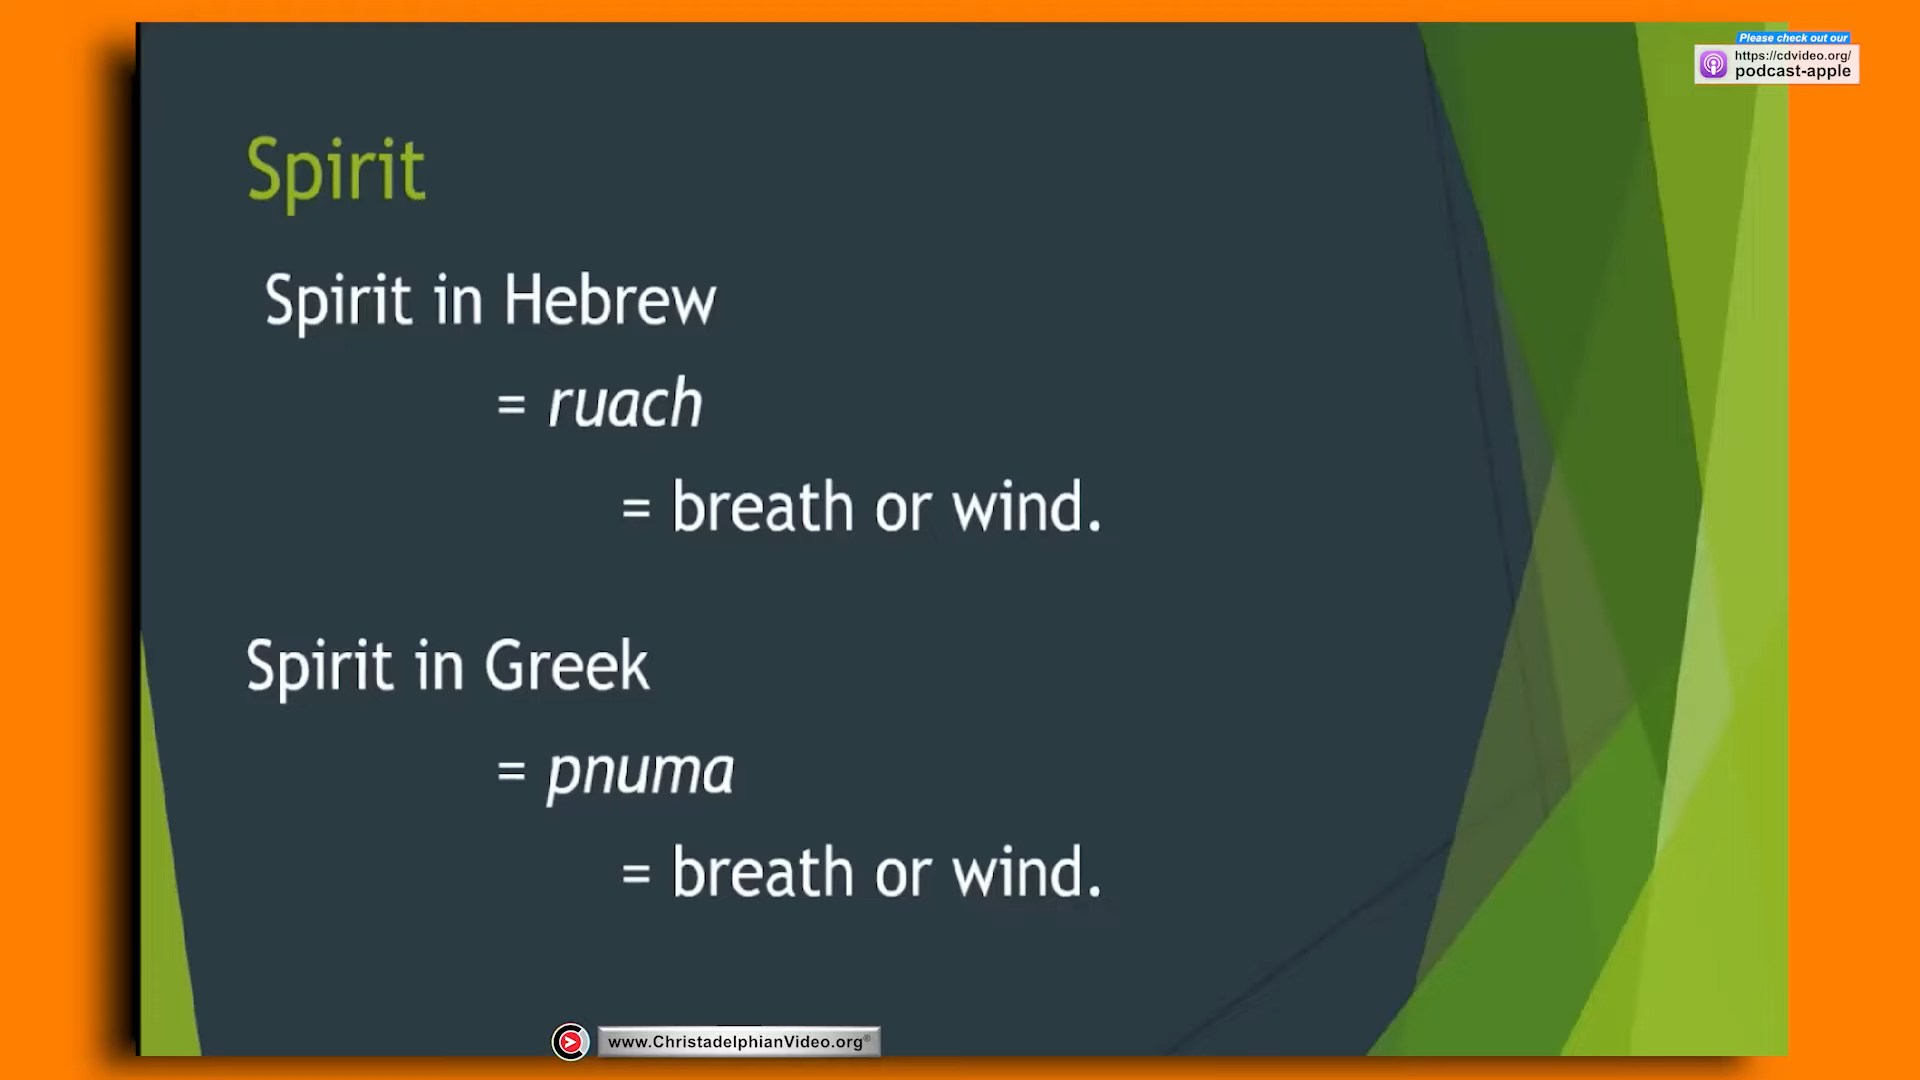 Please check out our
https://cdvideo.org/
podcast-apple
Spirit
Spirit in Hebrew
= ruach
= breath or wind.
Spirit in Greek
= pnuma
= breath or wind.
www.ChristadelphianVideo.org®